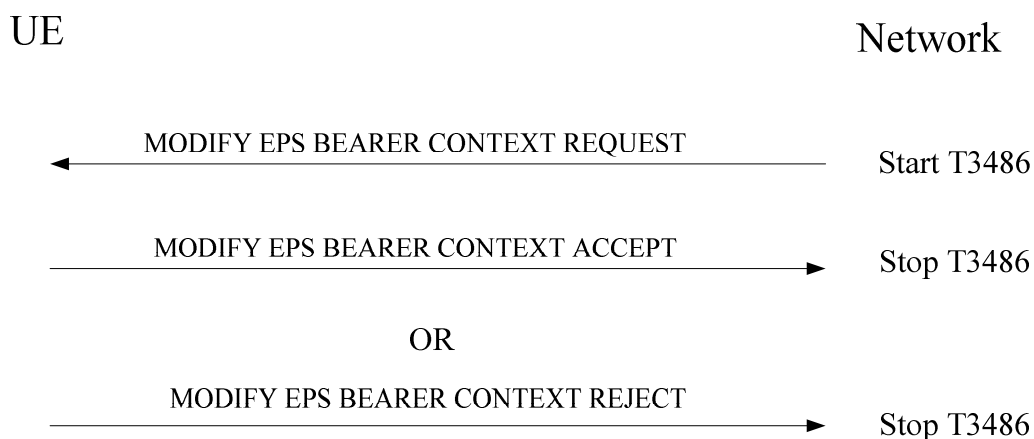 UE
Network
MODIFY EPS BEARER CONTEXT REQUEST
Start T3486
MODIFY EPS BEARER CONTEXT ACCEPT
Stop T3486
OR
MODIFY EPS BEARER CONTEXT REJECT
Stop T3486